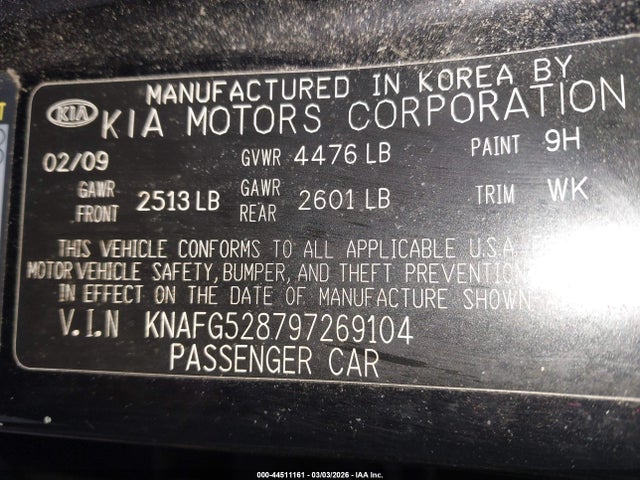 MANUFACTURED IN KOREA BY
KIA KIA MOTORS CORPORATION
02/09 GVWR 4476 LB PAINT 9H
GAWR FRONT 2513 LB GAWR REAR 2601 LB TRIM WK
THIS VEHICLE CONFORMS TO ALL APPLICABLE U.S.A.
MOTOR VEHICLE SAFETY, BUMPER, AND THEFT PREVENTION
IN EFFECT ON THE DATE OF MANUFACTURE SHOWN
V.I.N KNAFG528797269104
PASSENGER CAR
000-44511161 - 03/03/2026 - IAA Inc.